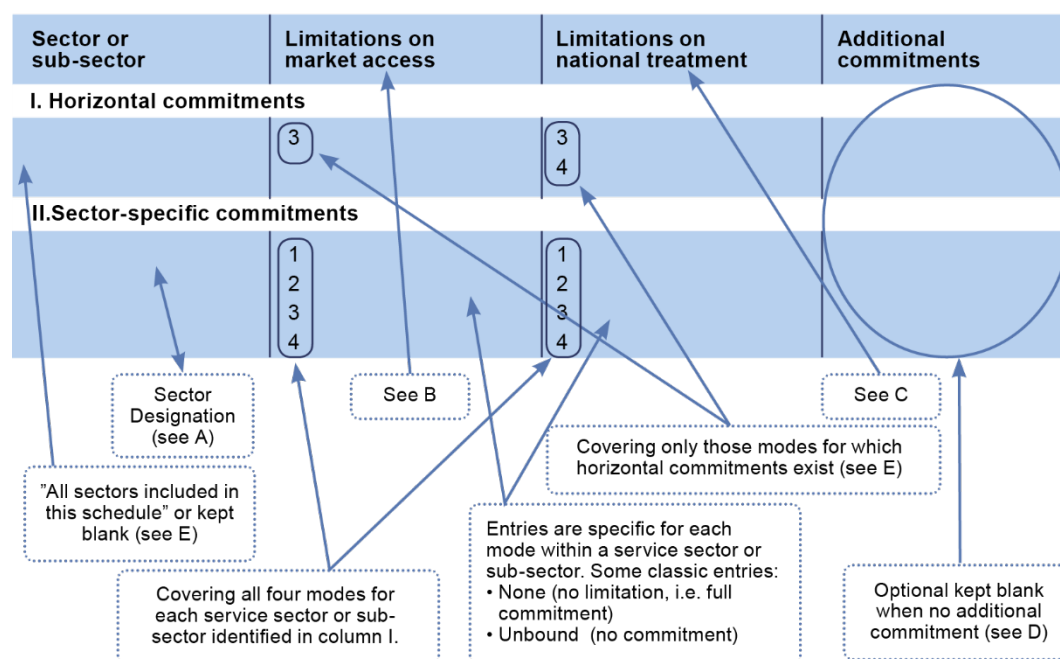 Sector or
sub-sector
Limitations on
market access
Limitations on
national treatment
Additional
commitments
I. Horizontal commitments
3
3
4
II.Sector-specific commitments
1
2
3
4
1
2
3
4
Sector
Designation
(see A)
See B
See C
Covering only those modes for which
horizontal commitments exist (see E)
”All sectors included in
this schedule” or kept
blank (see E)
Entries are specific for each
mode within a service sector or
sub-sector. Some classic entries:
• None (no limitation, i.e. full
commitment)
• Unbound (no commitment)
Covering all four modes for
each service sector or sub-
sector identified in column I.
Optional kept blank
when no additional
commitment (see D)